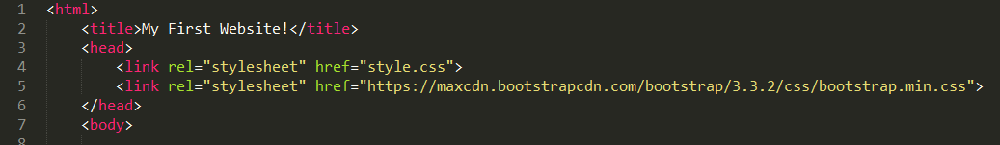 1 <html>
2 <title>My First Website!</title>
3 <head>
4 <link rel="stylesheet" href="style.css">
5 <link rel="stylesheet" href="https://maxcdn.bootstrapcdn.com/bootstrap/3.3.2/css/bootstrap.min.css">
6 </head>
7 <body>
8